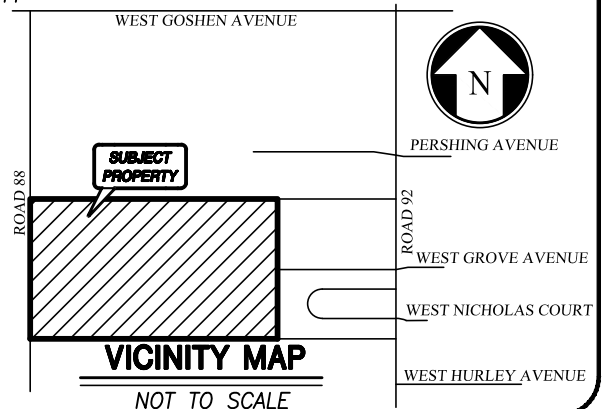 WEST GOSHEN AVENUE
N
PERSHING AVENUE
SUBJECT
PROPERTY
ROAD 88
ROAD 92
WEST GROVE AVENUE
WEST NICHOLAS COURT
VICINITY MAP
WEST HURLEY AVENUE
NOT TO SCALE